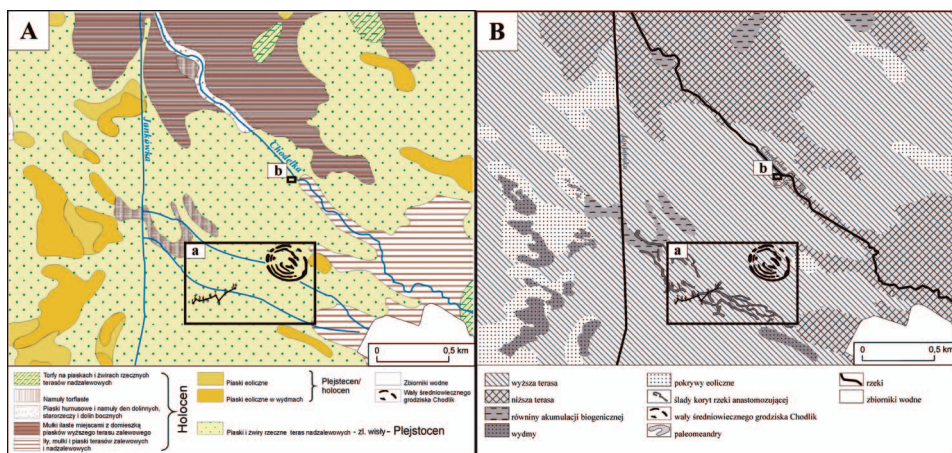 A
B
Jankówka
Chodelka
b
b
a
a
0 0,5 km
0 0,5 km
Torfy na piaskach i żwirach rzecznych
terasów nadzalewowych
Namuły torfiaste
Piaski humusowe i namuły den dolinnych,
starorzeczy i dolin bocznych
Mułki ilaste miejscami z domieszką
piasków wyższego terasu zalewowego
Iły, mułki i piaski terasów zalewowych
i nadzalewowych
Holocen
Piaski eoliczne
Piaski eoliczne w wydmach
Plejstecen/
holocen
Zbiorniki wodne
Wały średniowiecznego
grodziska Chodlik
Piaski i żwiry rzeczne teras nadzalewowych - zl. wisły - Plejstocen
wyższa terasa
niższa terasa
równiny akumulacji biogenicznej
wydmy
pokrywy eoliczne
ślady koryt rzeki anastomozującej
wały średniowiecznego grodziska Chodlik
paleomeandry
rzeki
zbiorniki wodne